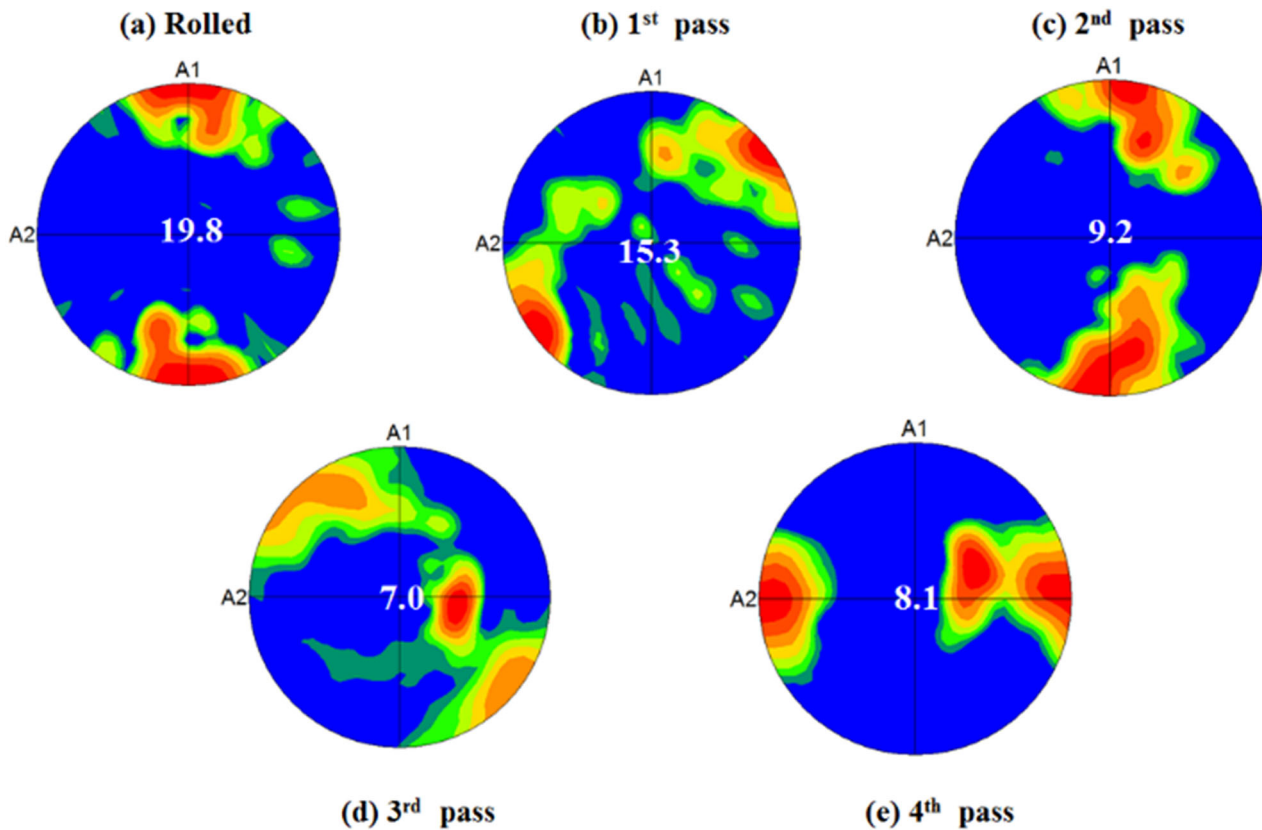 (a) Rolled
(b) 1st pass
(c) 2nd pass
A1
A2
19.8
A1
A2
15.3
A1
A2
9.2
A1
A2
7.0
A1
A2
8.1
(d) 3rd pass
(e) 4th pass